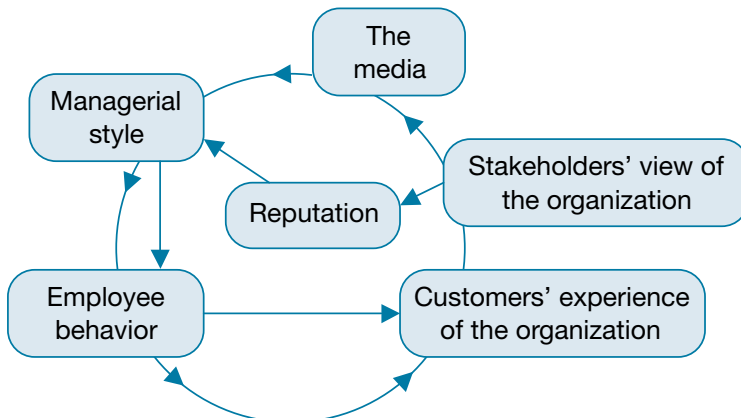 The
media
Managerial
style
Stakeholders’ view of
the organization
Reputation
Employee
behavior
Customers’ experience
of the organization